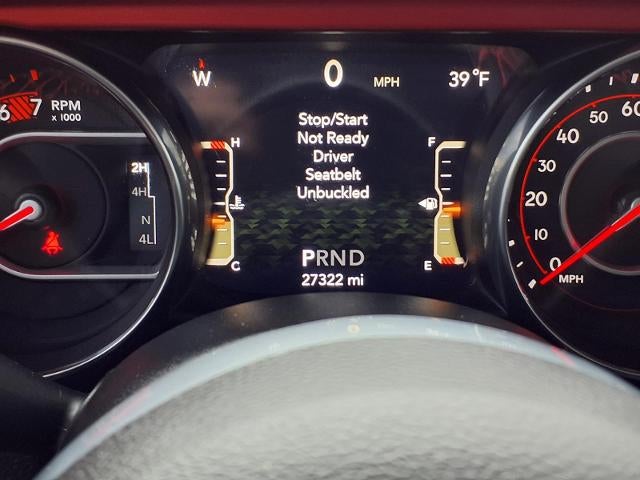 W 0 MPH 39°F
6 7 RPM
x 1000
Stop/Start
Not Ready
Driver
Seatbelt
Unbuckled
H
C
F
E
2H
4H
N
4L
PRND
27322 mi
60
50
40
30
20
10
0
MPH